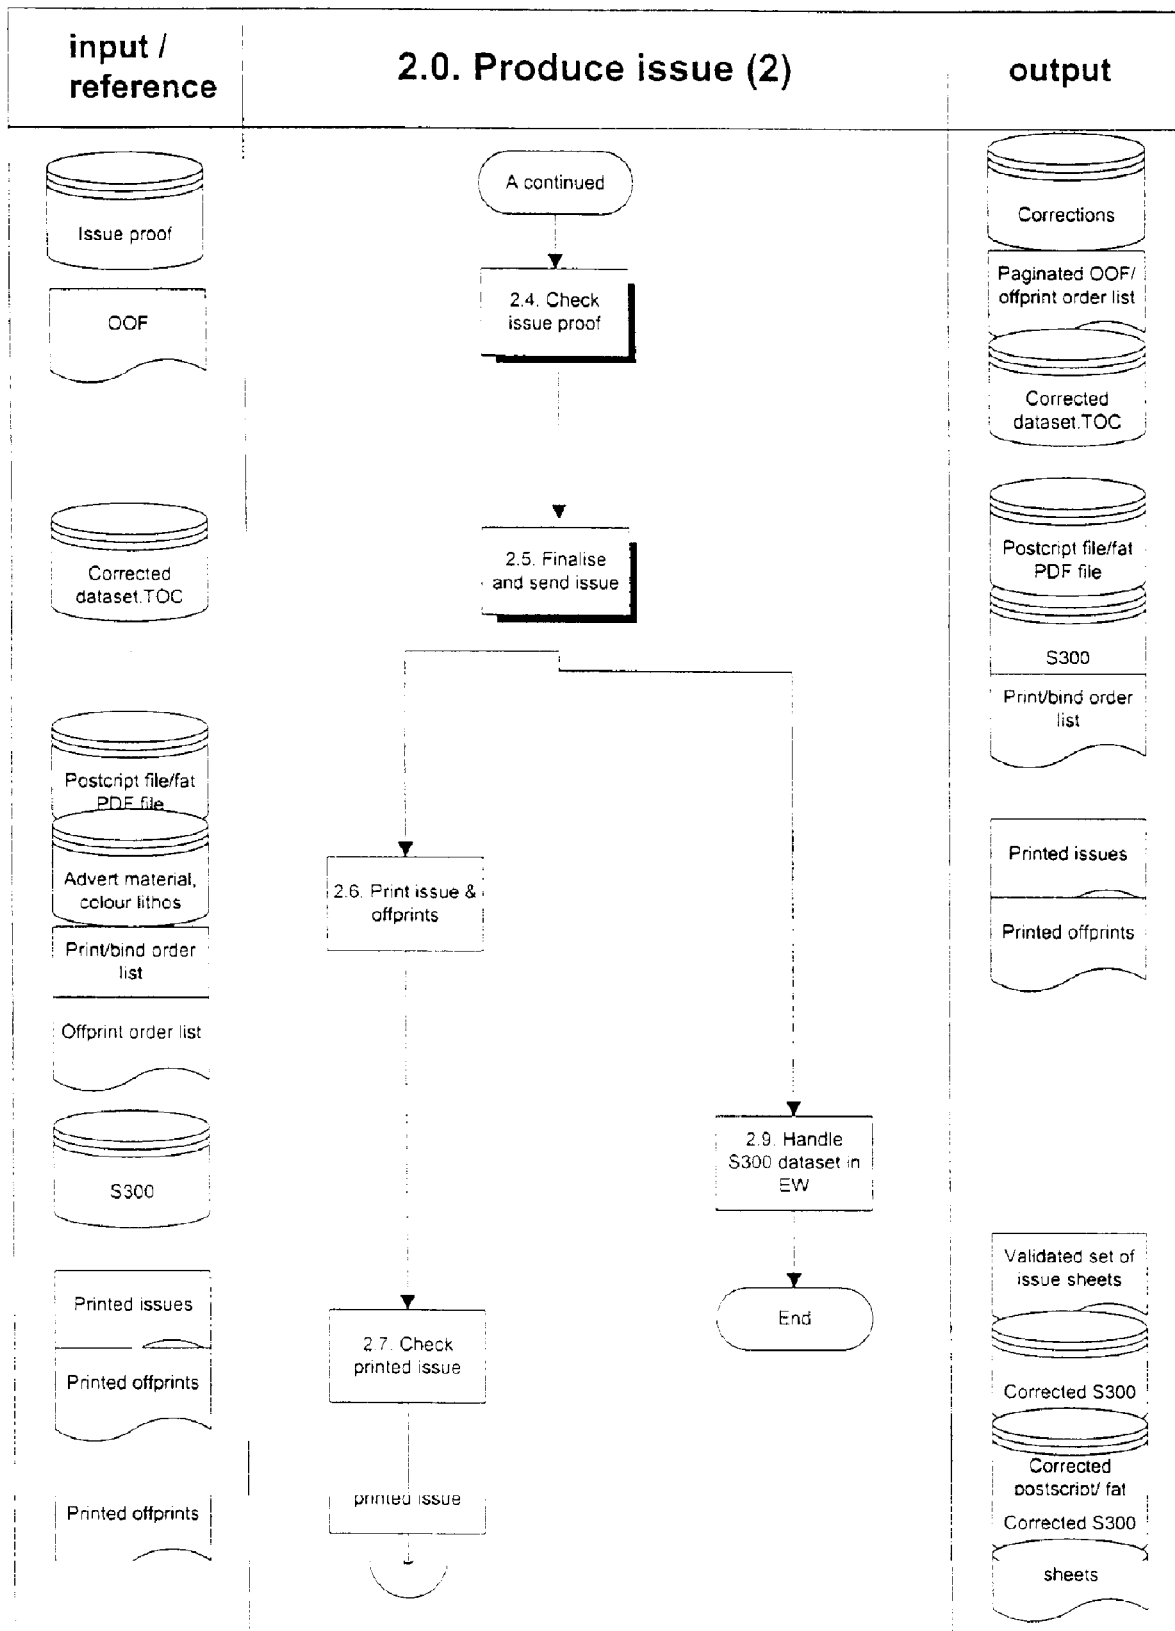 input /
reference
2.0. Produce issue (2)
output
Issue proof
OOF
Corrected
dataset.TOC
Postcript file/fat
PDF file
Advert material,
colour lithos
Print/bind order
list
Offprint order list
S300
Printed issues
Printed offprints
Printed offprints
A continued
2.4. Check
issue proof
2.5. Finalise
and send issue
2.6. Print issue &
offprints
2.7. Check
printed issue
printed issue
2.9. Handle
S300 dataset in
EW
End
Corrections
Paginated OOF/
offprint order list
Corrected
dataset.TOC
Postcript file/fat
PDF file
S300
Print/bind order
list
Printed issues
Printed offprints
Validated set of
issue sheets
Corrected S300
Corrected
postscript/ fat
Corrected S300
sheets